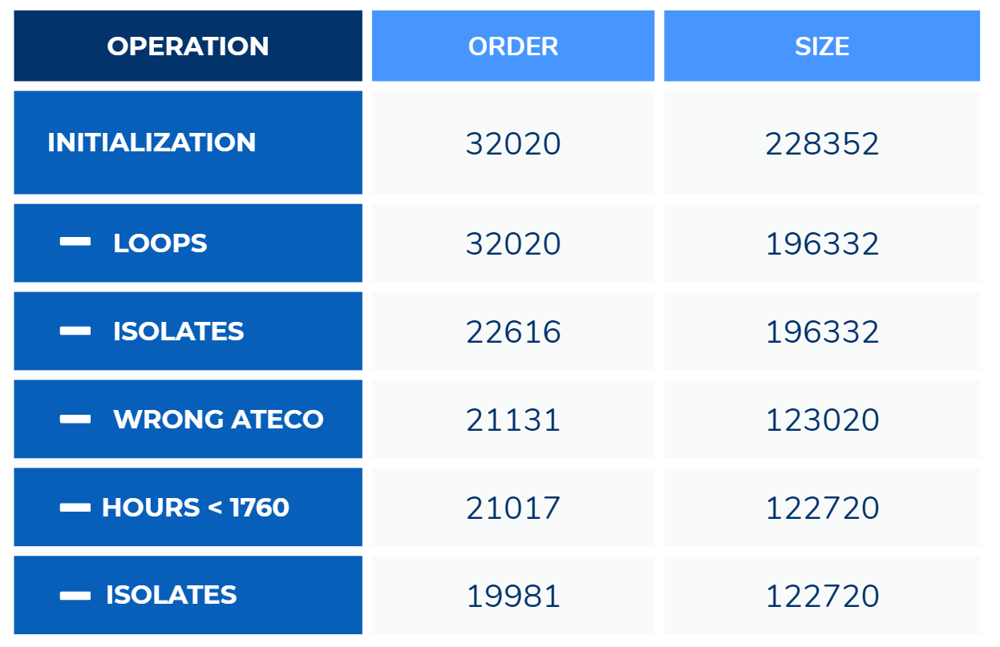 OPERATION ORDER SIZE
INITIALIZATION 32020 228352
— LOOPS 32020 196332
— ISOLATES 22616 196332
— WRONG ATECO 21131 123020
— HOURS < 1760 21017 122720
— ISOLATES 19981 122720